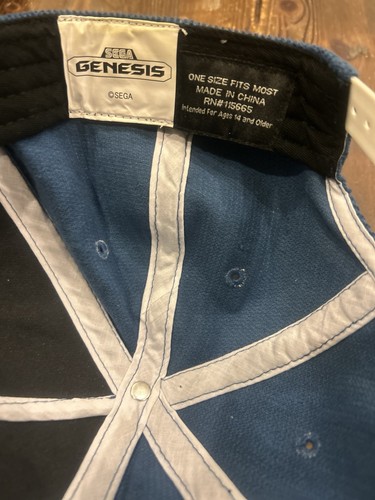 SEGA
GENESIS
©SEGA
ONE SIZE FITS MOST
MADE IN CHINA
RN#115665
Intended For Ages 14 and Older